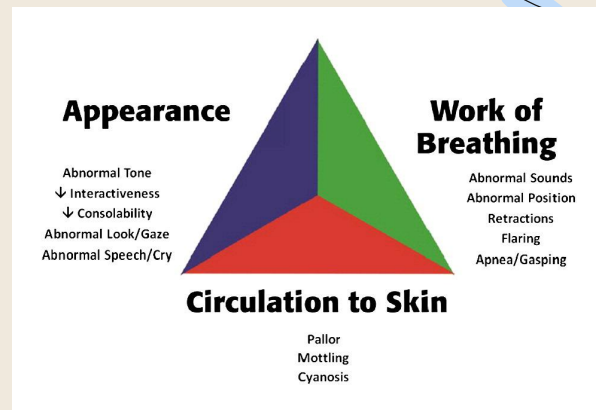 Appearance
Abnormal Tone
↓ Interactiveness
↓ Consolability
Abnormal Look/Gaze
Abnormal Speech/Cry
Work of
Breathing
Abnormal Sounds
Abnormal Position
Retractions
Flaring
Apnea/Gasping
Circulation to Skin
Pallor
Mottling
Cyanosis